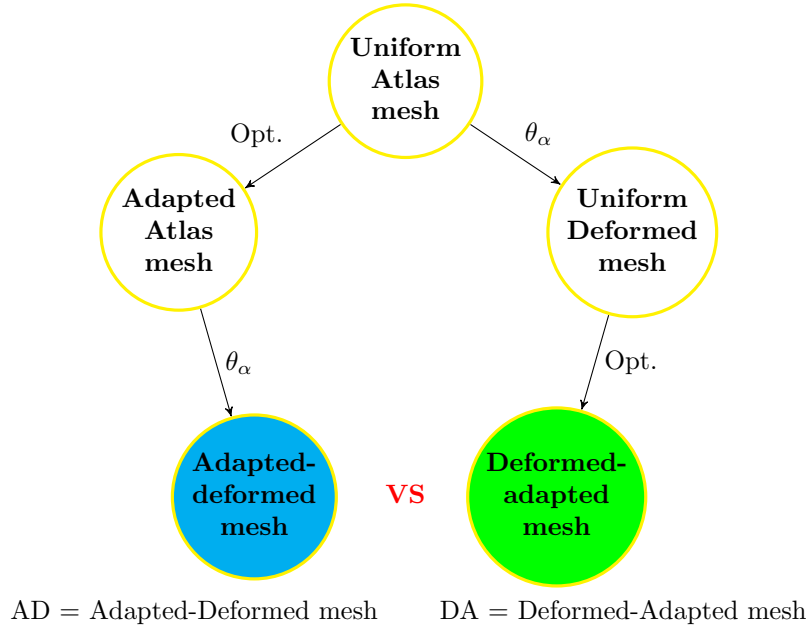 Uniform
Atlas
mesh
Opt.
θα
Adapted
Atlas
mesh
Uniform
Deformed
mesh
θα
Opt.
Adapted-
deformed
mesh
VS
Deformed-
adapted
mesh
AD = Adapted-Deformed mesh
DA = Deformed-Adapted mesh